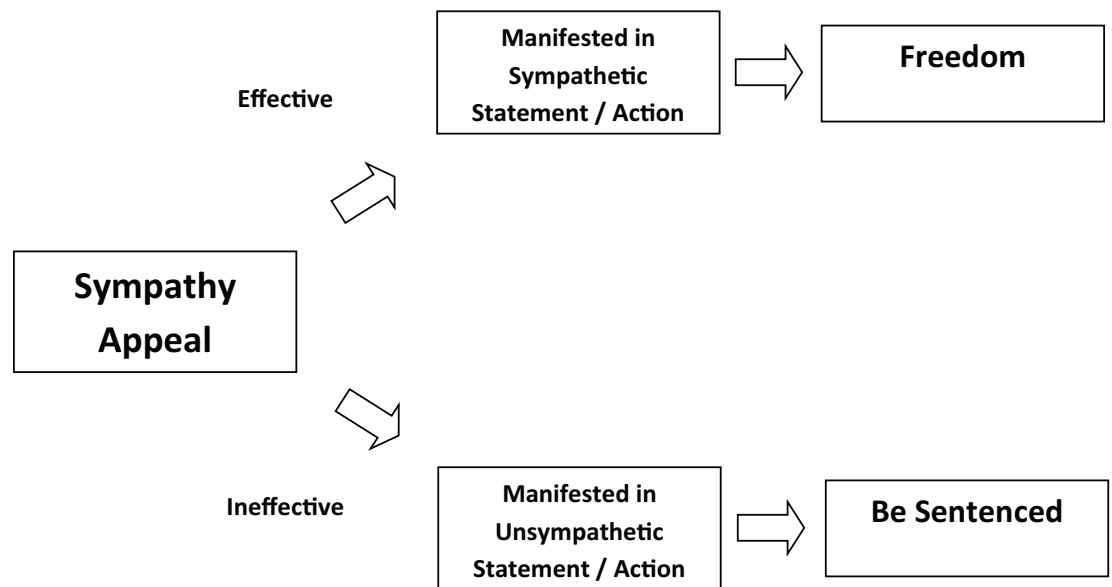 Manifested in
Sympathetic
Statement / Action
Freedom
Effective
Sympathy
Appeal
Ineffective
Manifested in
Unsympathetic
Statement / Action
Be Sentenced